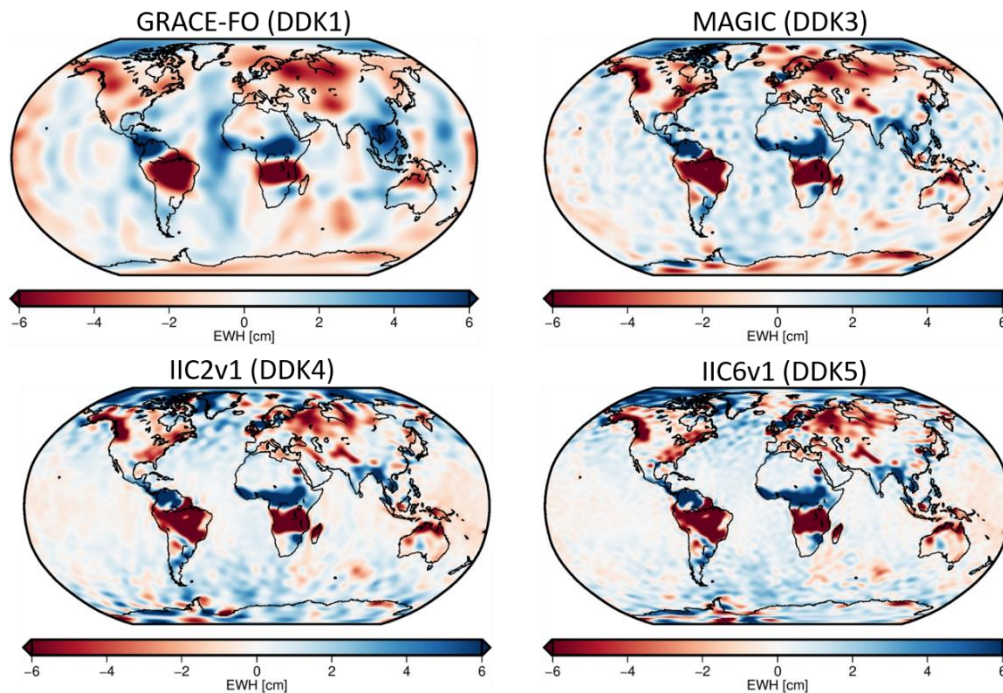 GRACE-FO (DDK1)
MAGIC (DDK3)
−6 −4 −2 0 2 4 6
EWH [cm]
−6 −4 −2 0 2 4 6
EWH [cm]
IIC2v1 (DDK4)
IIC6v1 (DDK5)
−6 −4 −2 0 2 4 6
EWH [cm]
−6 −4 −2 0 2 4 6
EWH [cm]